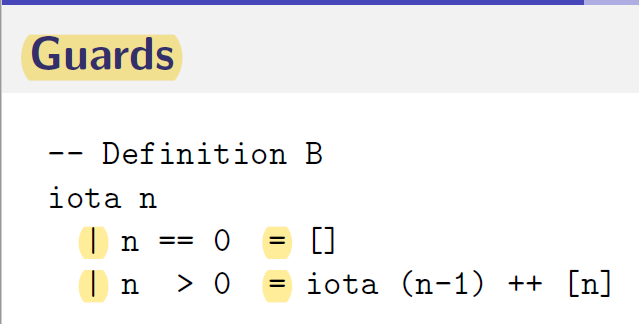 Guards
-- Definition B
iota n
| n == 0 = []
| n > 0 = iota (n-1) ++ [n]